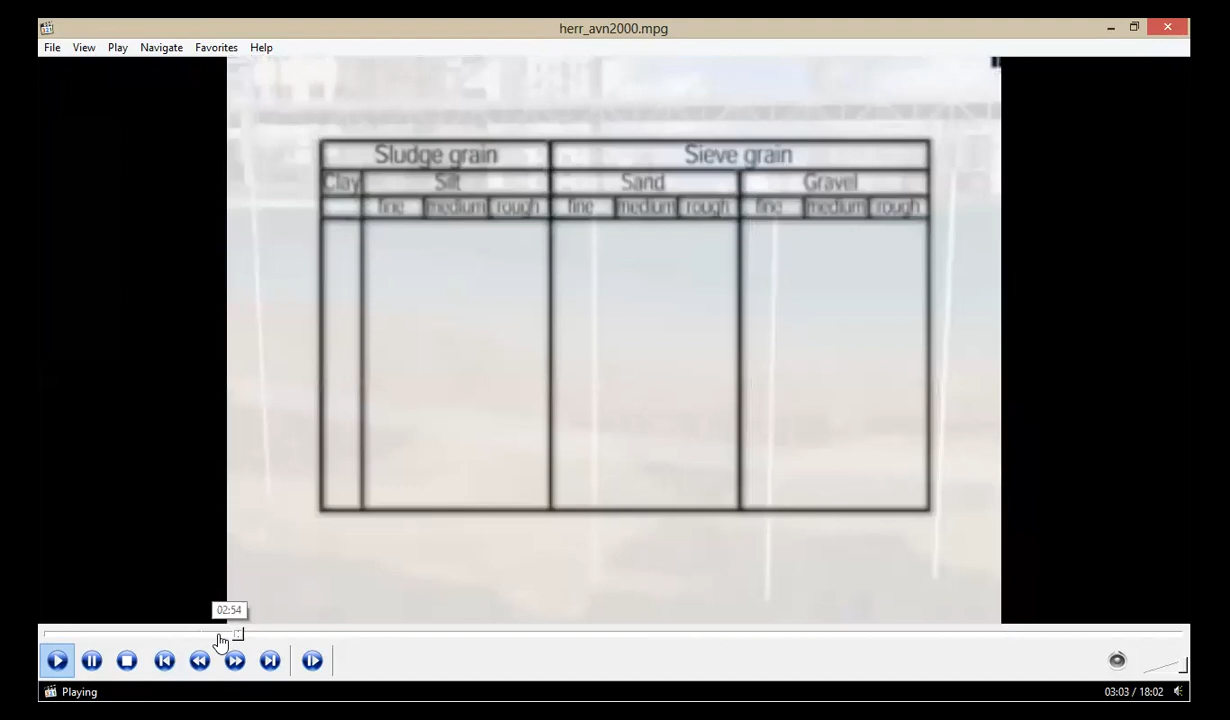 herr_avn2000.mpg
File View Play Navigate Favorites Help
Sludge grain Sieve grain
Clay Silt Sand Gravel
fine medium rough fine medium rough fine medium rough
02:54
Playing 03:03 / 18:02